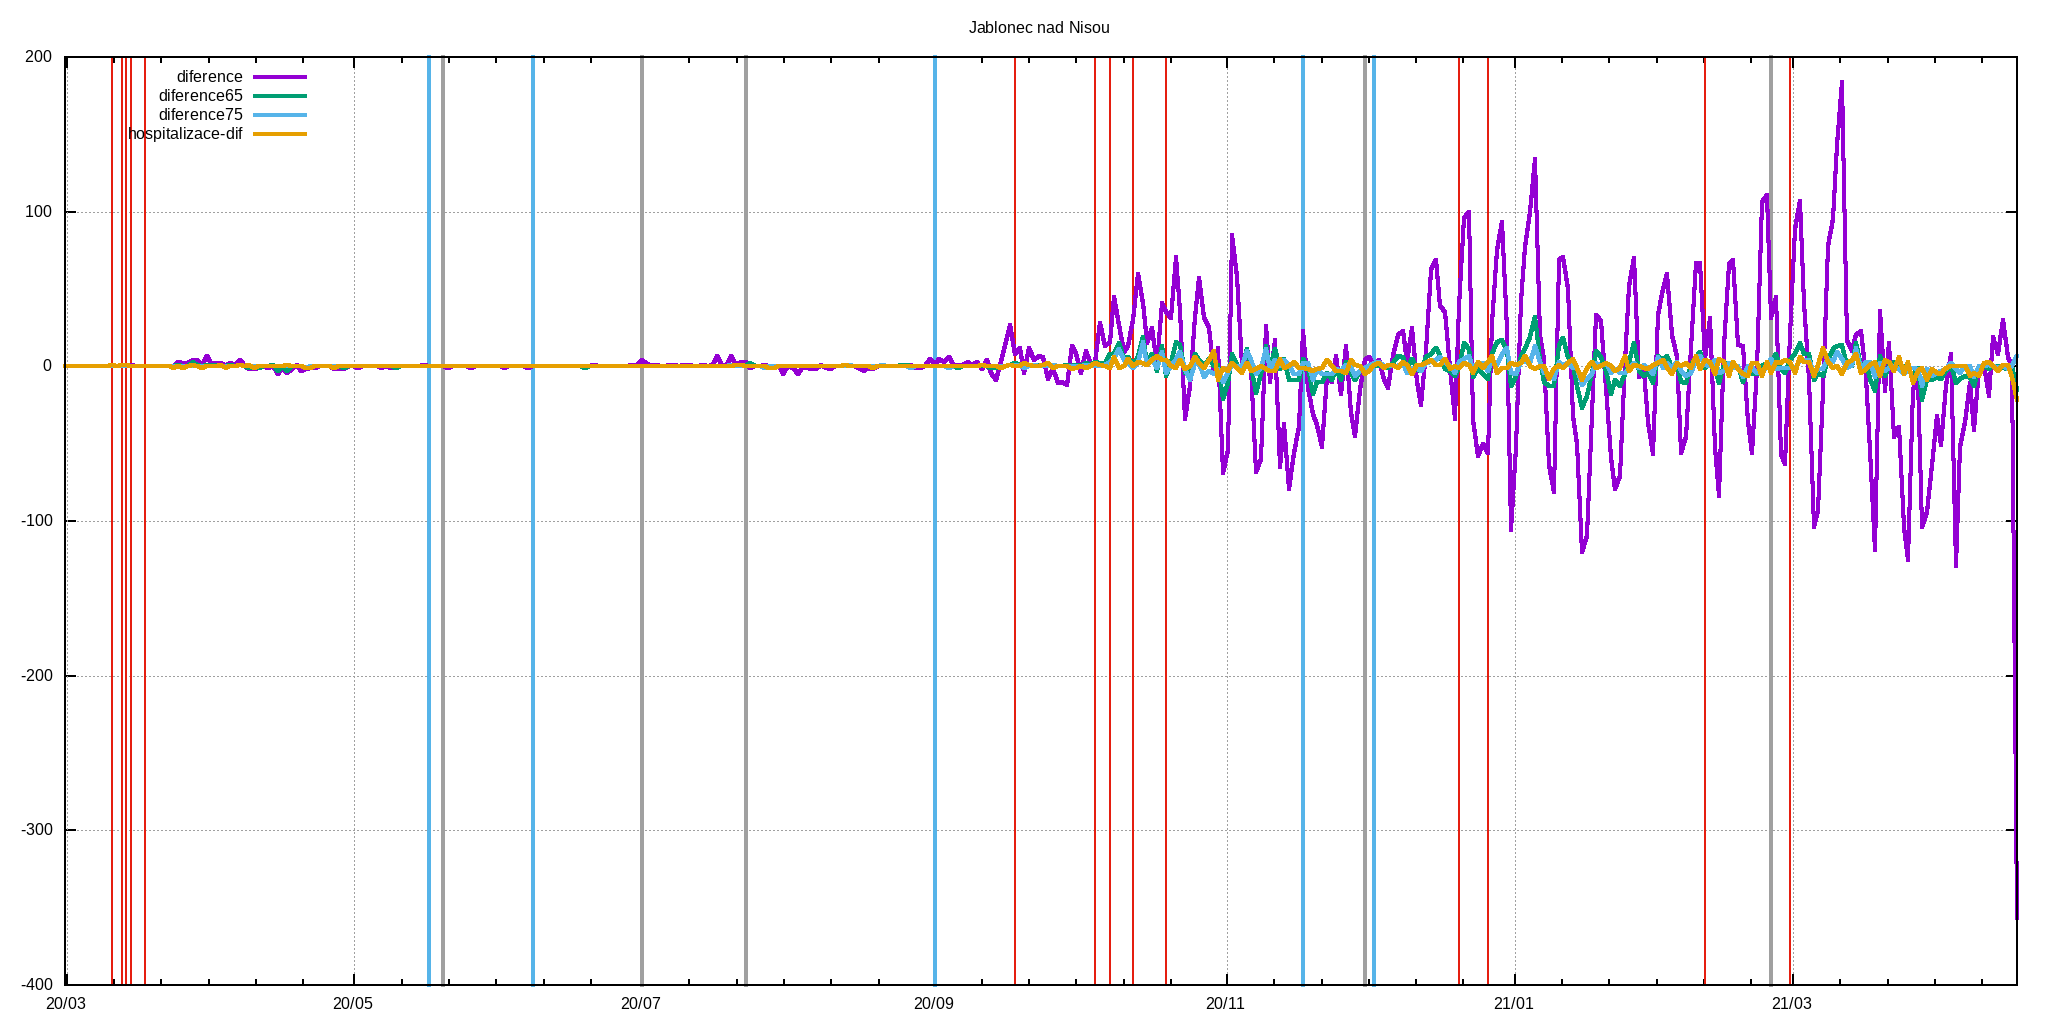 Jablonec nad Nisou
diference
diference65
diference75
hospitalizace-dif
200
100
0
-100
-200
-300
-400
20/03 20/05 20/07 20/09 20/11 21/01 21/03